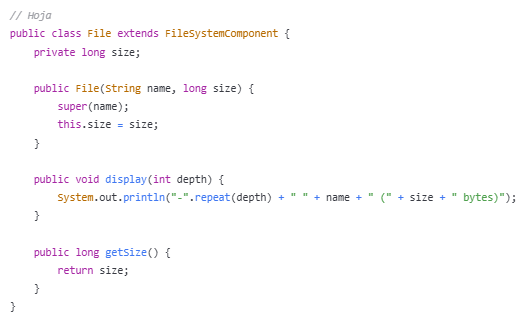 // Hoja
public class File extends FileSystemComponent {
    private long size;

    public File(String name, long size) {
        super(name);
        this.size = size;
    }

    public void display(int depth) {
        System.out.println("-".repeat(depth) + " " + name + " (" + size + " bytes)");
    }

    public long getSize() {
        return size;
    }
}